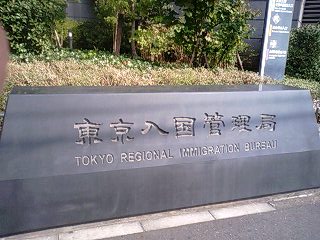 東京入国管理局
TOKYO REGIONAL IMMIGRATION BUREAU